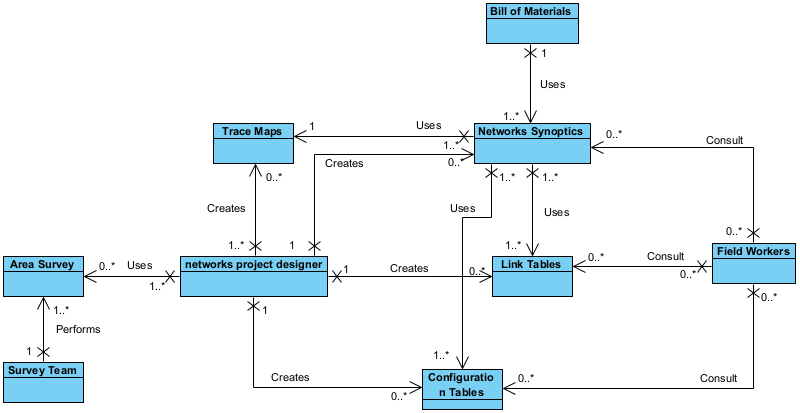 Bill of Materials
1
Uses
1..*
Trace Maps
1
Uses
1..*
Networks Synoptics
0..*
Consult
0..*
Creates
0..*
1..*
1..*
Creates
Uses
Uses
1..*
1
1..*
0..*
Area Survey
0..*
Uses
1..*
networks project designer
1
Creates
0..*
Link Tables
0..*
Consult
0..*
Field Workers
0..*
1..*
Performs
1
Survey Team
1
Creates
0..*
1..*
Configuratio
n Tables
0..*
Consult